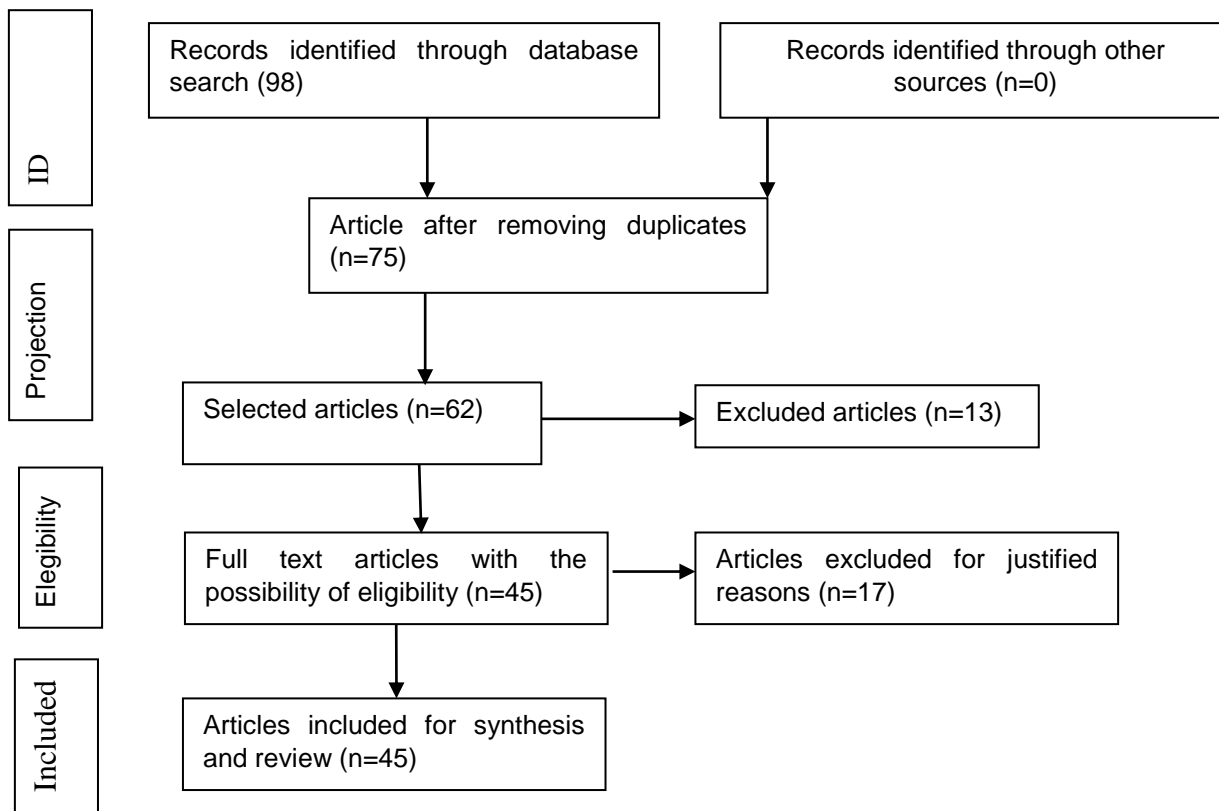 ID
Records identified through database
search (98)
Records identified through other
sources (n=0)
Article after removing duplicates
(n=75)
Projection
Selected articles (n=62)
Excluded articles (n=13)
Elegibility
Full text articles with the
possibility of eligibility (n=45)
Articles excluded for justified
reasons (n=17)
Included
Articles included for synthesis
and review (n=45)